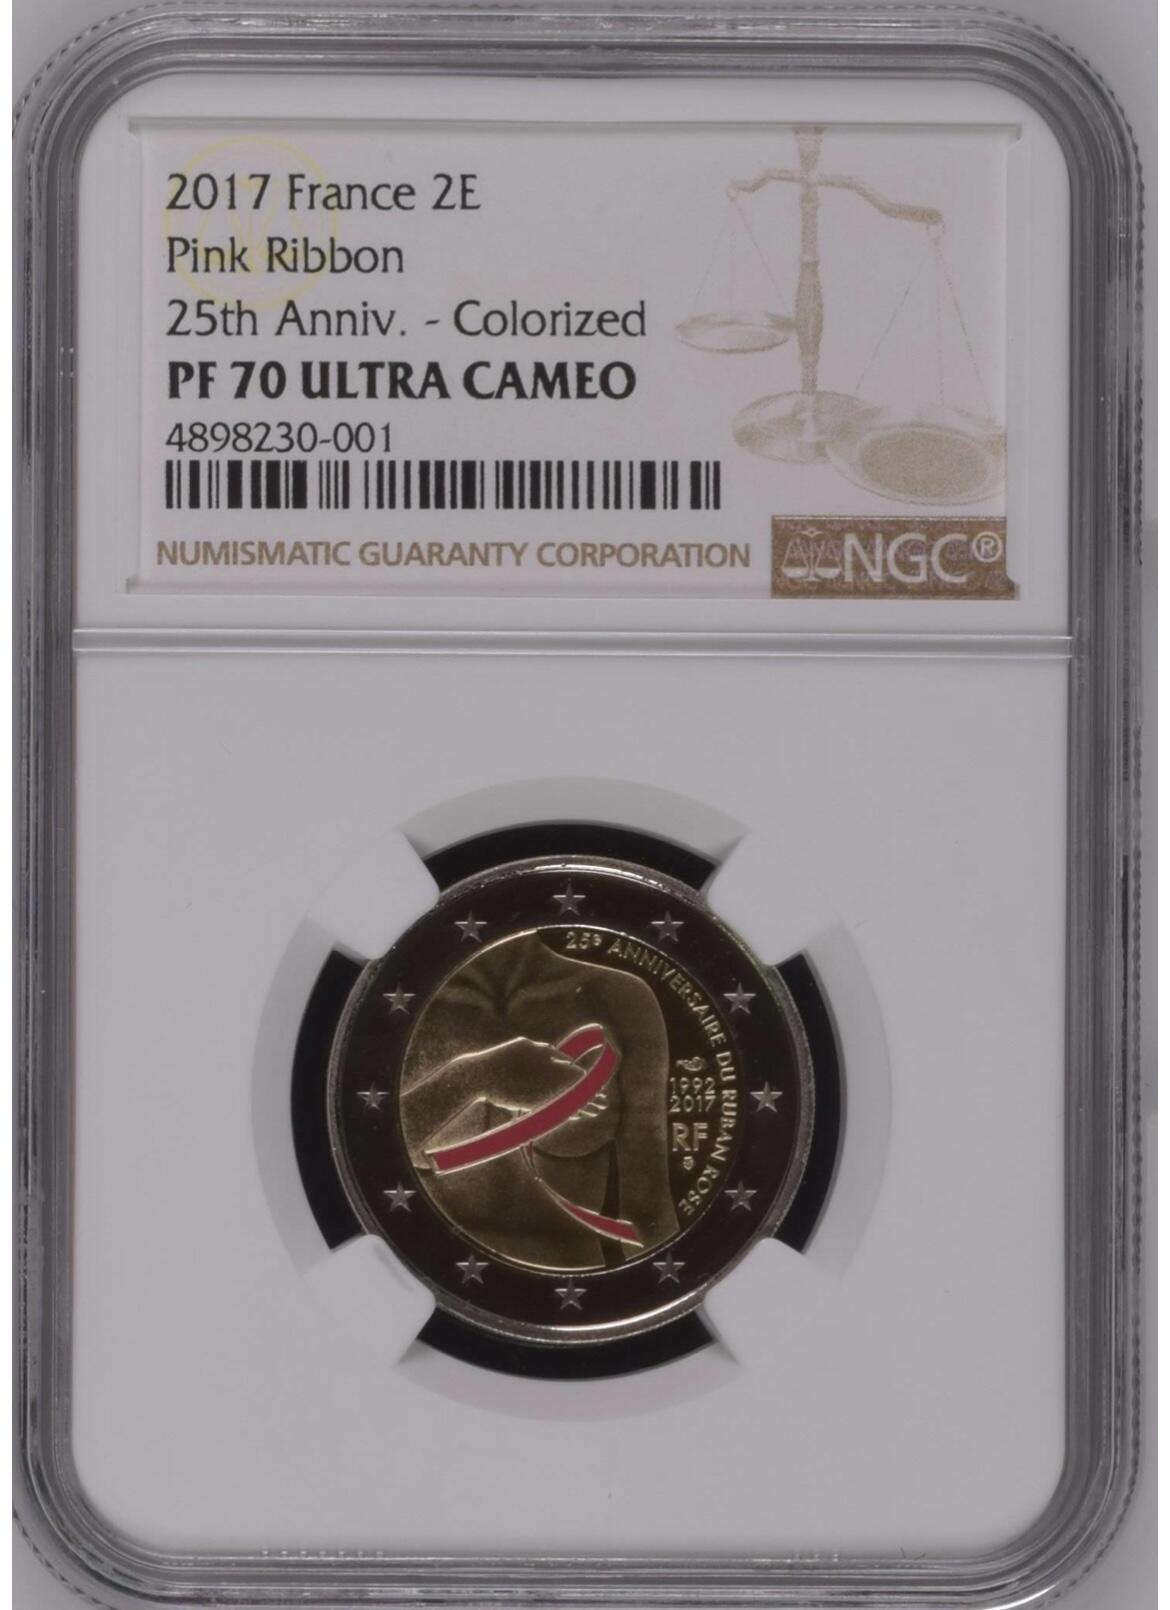 2017 France 2E
Pink Ribbon
25th Anniv. - Colorized
PF 70 ULTRA CAMEO
4898230-001
NUMISMATIC GUARANTY CORPORATION
NGC®
25e ANNIVERSAIRE DU RUBAN ROSE
1992
2017
RF